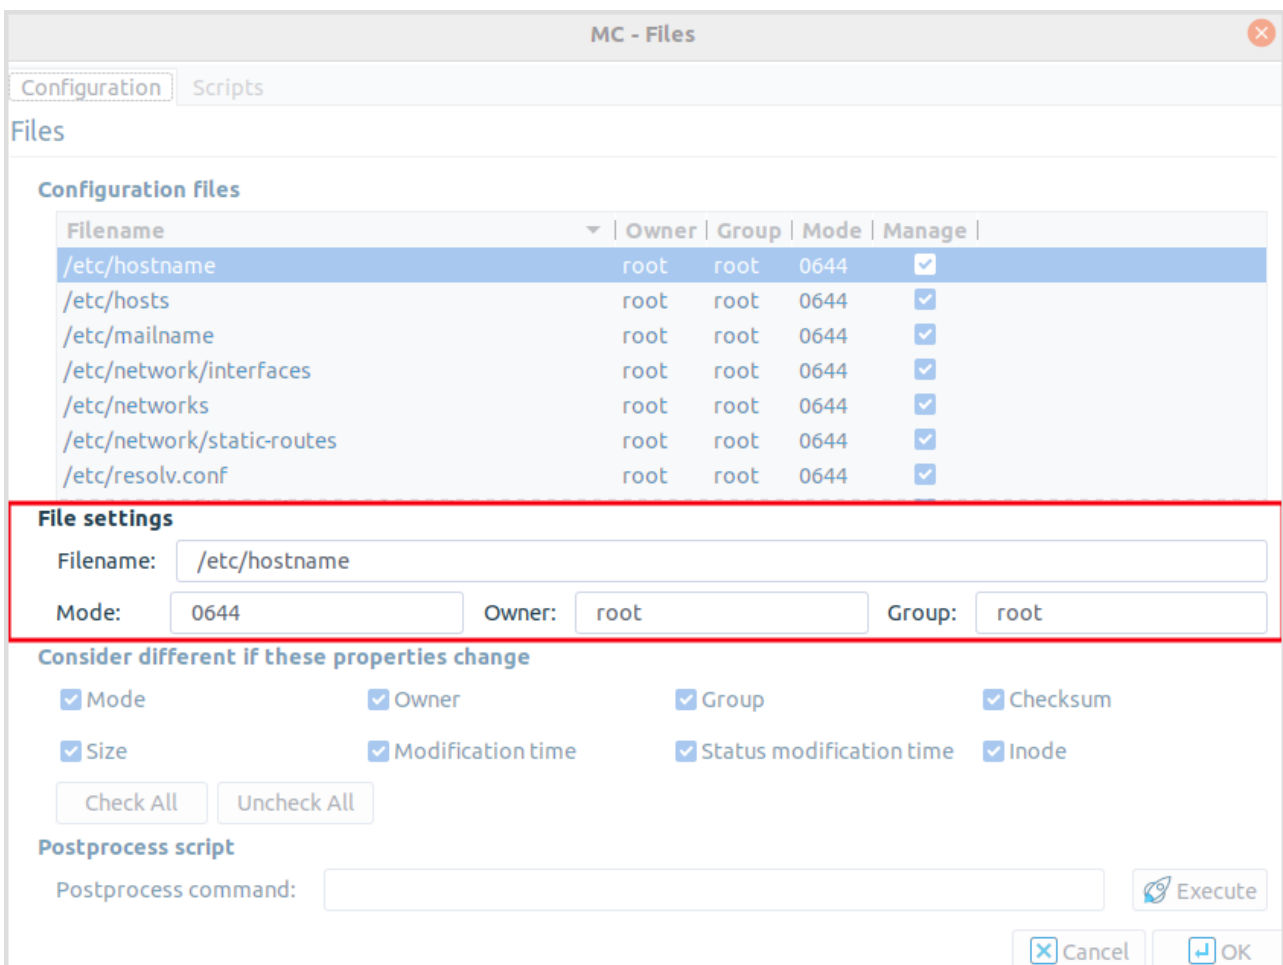 MC - Files
Configuration Scripts
Files
Configuration files
Filename Owner Group Mode Manage
/etc/hostname root root 0644
/etc/hosts root root 0644
/etc/mailname root root 0644
/etc/network/interfaces root root 0644
/etc/networks root root 0644
/etc/network/static-routes root root 0644
/etc/resolv.conf root root 0644
File settings
Filename: /etc/hostname
Mode: 0644 Owner: root Group: root
Consider different if these properties change
Mode Owner Group Checksum
Size Modification time Status modification time Inode
Check All Uncheck All
Postprocess script
Postprocess command: Execute
Cancel OK